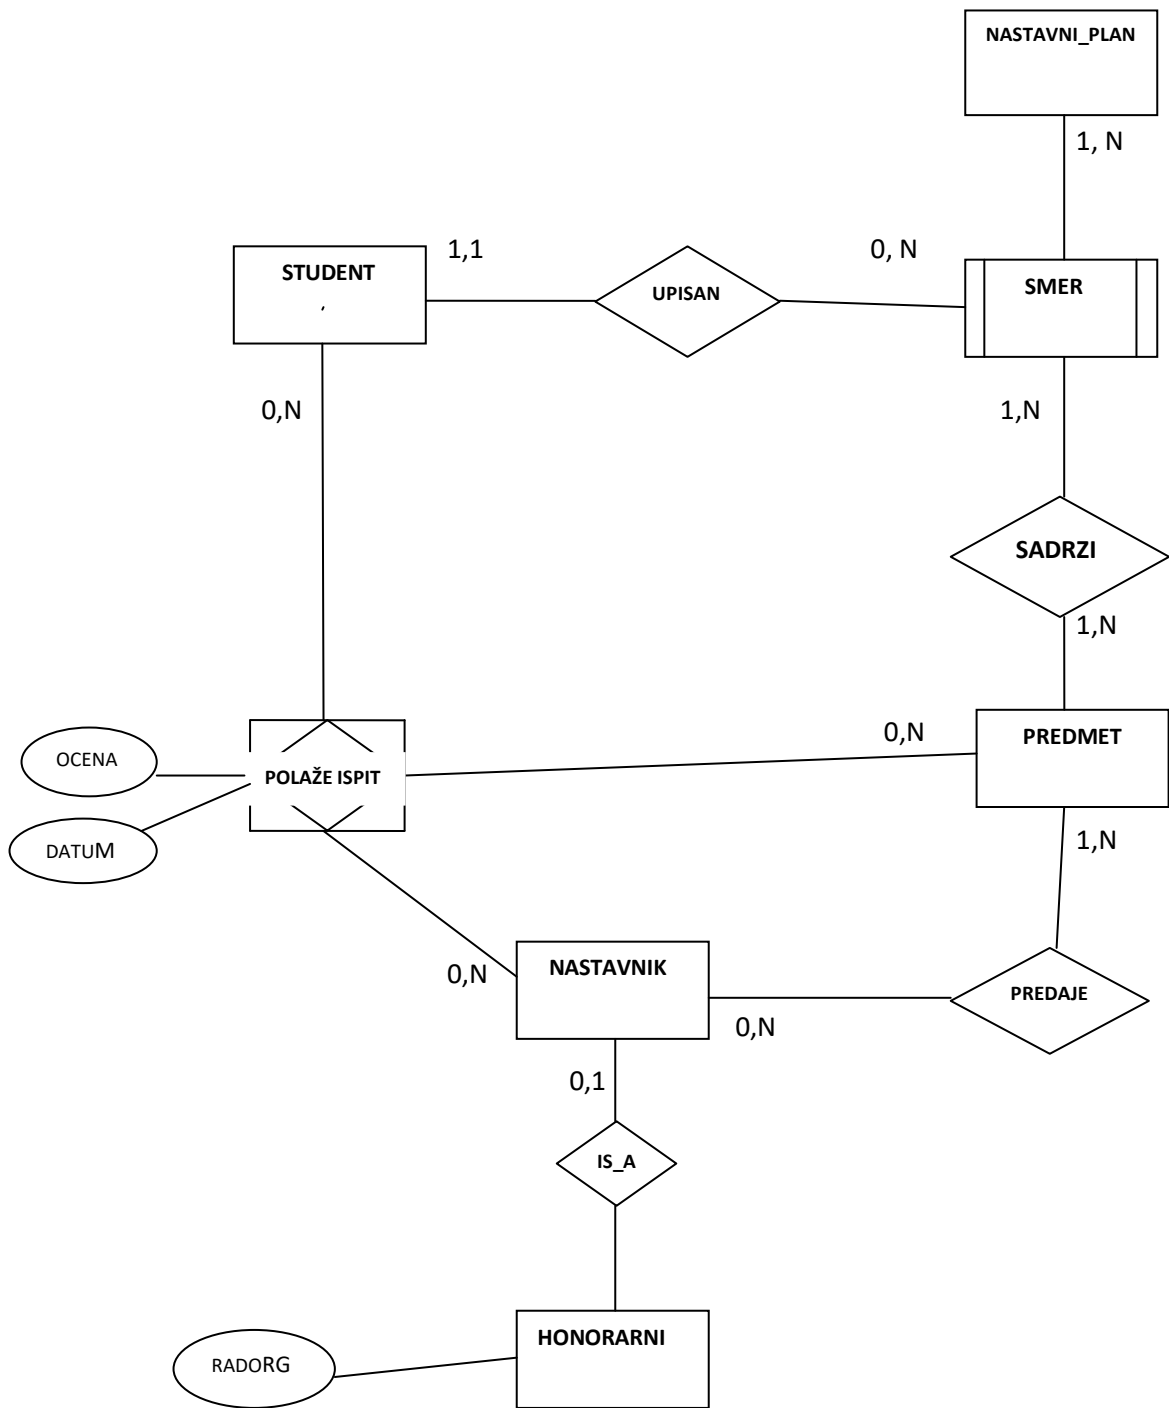 NASTAVNI_PLAN
1, N
STUDENT
,
1,1
UPISAN
0, N
SMER
0,N
1,N
SADRZI
1,N
OCENA
POLAŽE ISPIT
0,N
PREDMET
DATUM
1,N
0,N
NASTAVNIK
0,N
PREDAJE
0,1
IS_A
HONORARNI
RADORG